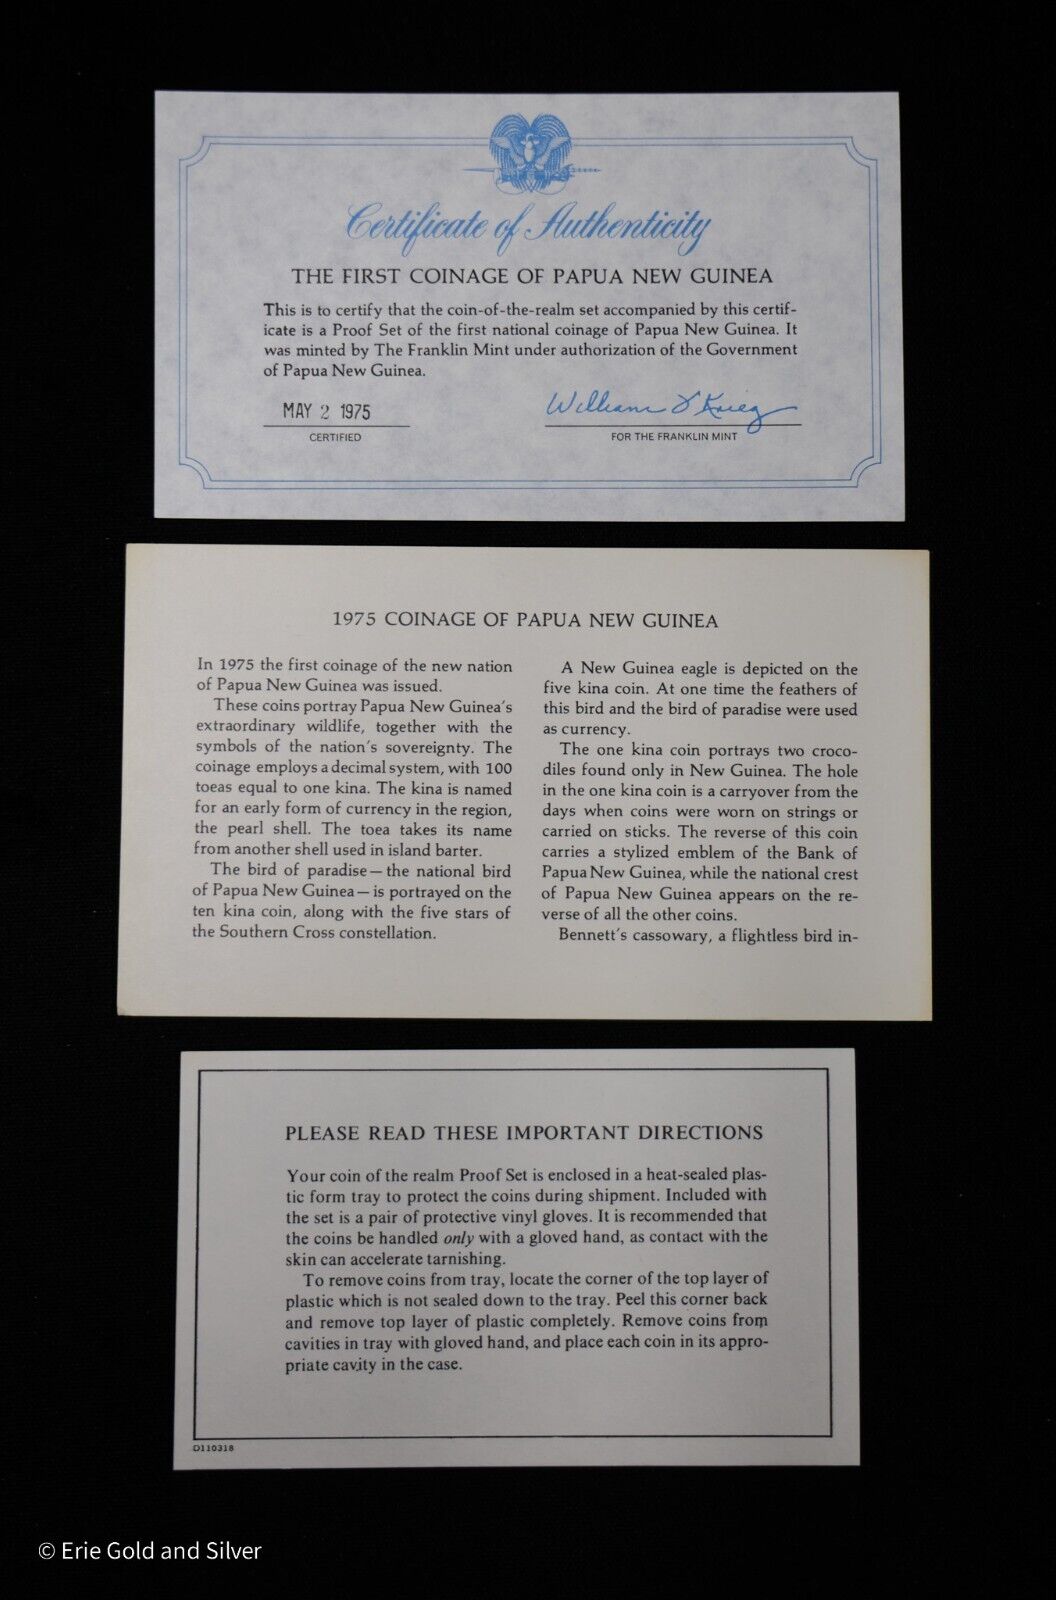 Certificate of Authenticity
THE FIRST COINAGE OF PAPUA NEW GUINEA
This is to certify that the coin-of-the-realm set accompanied by this certif-
icate is a Proof Set of the first national coinage of Papua New Guinea. It
was minted by The Franklin Mint under authorization of the Government
of Papua New Guinea.
MAY 2 1975
CERTIFIED
William F Krieg
FOR THE FRANKLIN MINT
1975 COINAGE OF PAPUA NEW GUINEA
In 1975 the first coinage of the new nation
of Papua New Guinea was issued.
These coins portray Papua New Guinea's
extraordinary wildlife, together with the
symbols of the nation's sovereignty. The
coinage employs a decimal system, with 100
toeas equal to one kina. The kina is named
for an early form of currency in the region,
the pearl shell. The toea takes its name
from another shell used in island barter.
The bird of paradise—the national bird
of Papua New Guinea—is portrayed on the
ten kina coin, along with the five stars of
the Southern Cross constellation.
A New Guinea eagle is depicted on the
five kina coin. At one time the feathers of
this bird and the bird of paradise were used
as currency.
The one kina coin portrays two croco-
diles found only in New Guinea. The hole
in the one kina coin is a carryover from the
days when coins were worn on strings or
carried on sticks. The reverse of this coin
carries a stylized emblem of the Bank of
Papua New Guinea, while the national crest
of Papua New Guinea appears on the re-
verse of all the other coins.
Bennett's cassowary, a flightless bird in-
PLEASE READ THESE IMPORTANT DIRECTIONS
Your coin of the realm Proof Set is enclosed in a heat-sealed plas-
tic form tray to protect the coins during shipment. Included with
the set is a pair of protective vinyl gloves. It is recommended that
the coins be handled only with a gloved hand, as contact with the
skin can accelerate tarnishing.
To remove coins from tray, locate the corner of the top layer of
plastic which is not sealed down to the tray. Peel this corner back
and remove top layer of plastic completely. Remove coins from
cavities in tray with gloved hand, and place each coin in its appro-
priate cavity in the case.
D110318
© Erie Gold and Silver